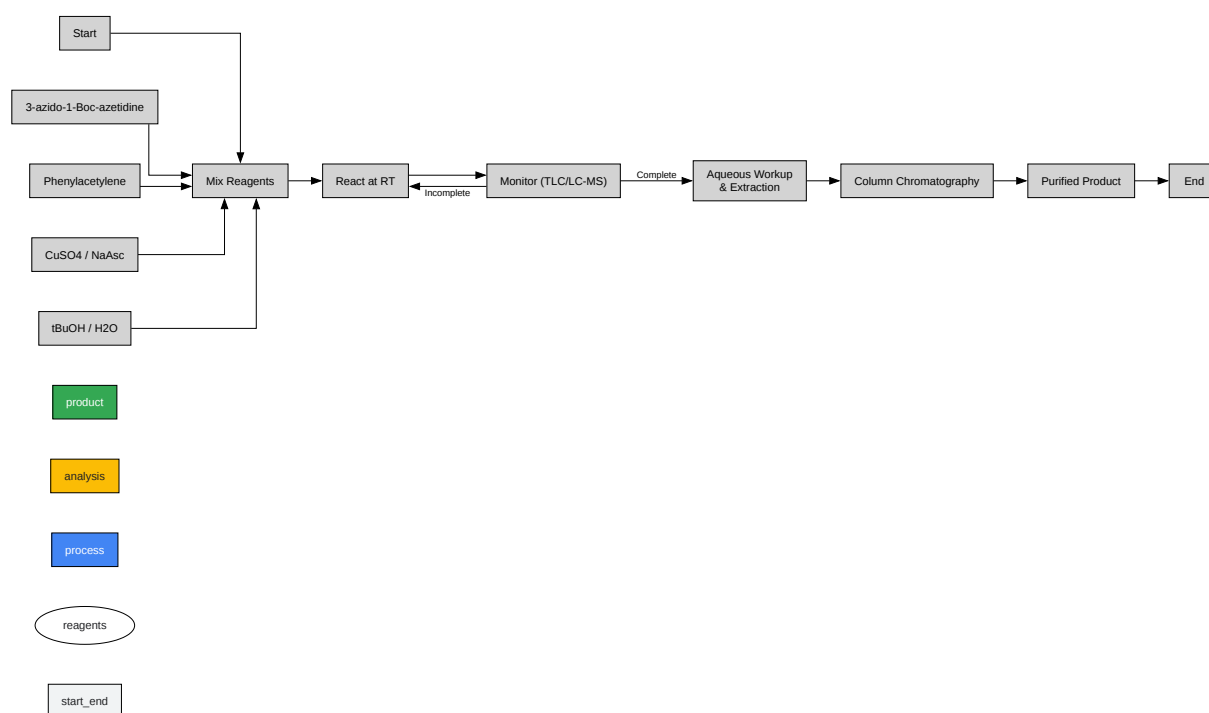 Start
3-azido-1-Boc-azetidine
Phenylacetylene
Mix Reagents
React at RT
Incomplete
Monitor (TLC/LC-MS)
Complete
Aqueous Workup
& Extraction
Column Chromatography
Purified Product
End
CuSO4 / NaAsc
tBuOH / H2O
product
analysis
process
reagents
start_end